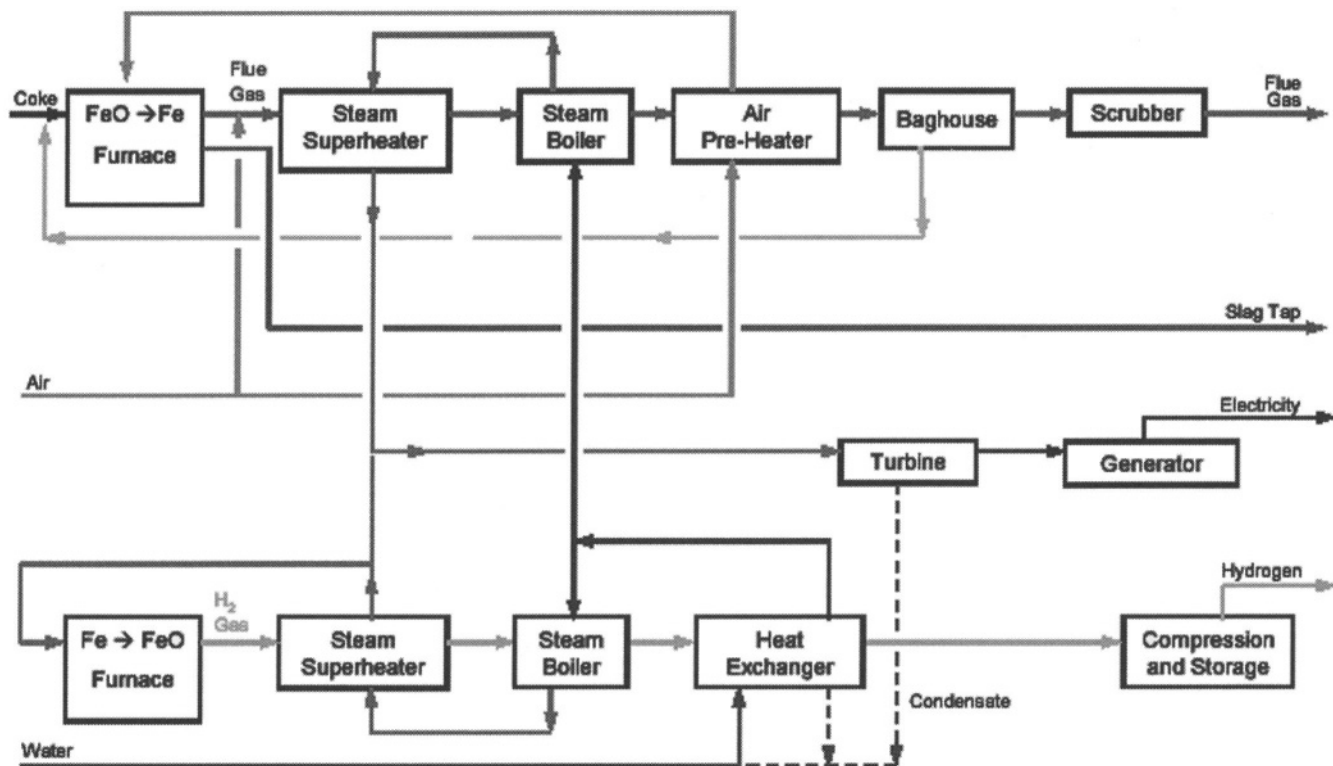 Coke
FeO → Fe
Furnace
Flue
Gas
Steam
Superheater
Steam
Boiler
Air
Pre-Heater
Baghouse
Scrubber
Flue
Gas
Slag Tap
Air
Electricity
Turbine
Generator
Hydrogen
Fe → FeO
Furnace
H₂
Gas
Steam
Superheater
Steam
Boiler
Heat
Exchanger
Compression
and Storage
Condensate
Water